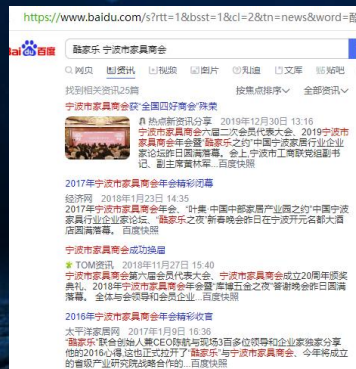 https://www.baidu.com/s?rtt=1&bsst=1&cl=2&tn=news&word=酷
Bai百度
酷家乐 宁波市家具商会
网页 资讯 视频 图片 知道 文库 贴吧
找到相关资讯25篇 按焦点排序 全部资讯
宁波市家具商会获"全国四好商会"殊荣
热点新资讯分享 2019年12月30日 13:16
宁波市家具商会六届二次会员代表大会、2019宁波市
家具商会年会暨"酷家乐之约"中国宁波家居行业企业
家论坛昨日圆满落幕。会上,宁波市工商联党组副书
记、副主席黄林军...百度快照
2017年宁波市家具商会年会精彩闭幕
经济网 2018年1月23日 14:35
2017年宁波市家具商会年会、"叶集·中国中部家居产业园之约"中国宁波
家具行业企业家论坛、"酷家乐之夜"新春晚会昨日在宁波开元名都大酒
店圆满落幕。 百度快照
宁波市家具商会成功换届
TOM资讯 2018年11月27日 15:40
宁波市家具商会第六届会员代表大会、宁波市家具商会成立20周年颁奖
典礼、2018年宁波市家具商会年会暨"库博五金之夜"答谢晚会昨日圆满
落幕。 全体与会领导和会员企业...百度快照
2016年宁波市家具商会年会精彩收官
太平洋家居网 2017年1月9日 16:36
"酷家乐"联合创始人兼CEO陈航与现场3百多位领导和企业家独家分享
他的2016心得,这也正式拉开了"酷家乐"与宁波市家具商会、今年将成立
的省级产业研究院战略合作的...百度快照